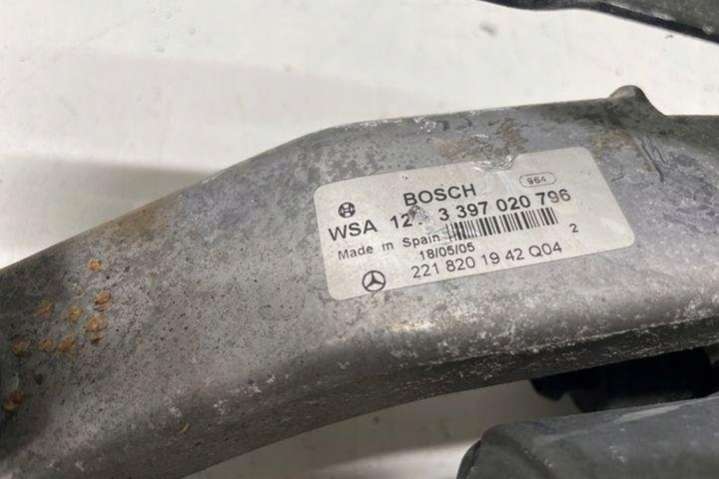 BOSCH 964
WSA 12V 3 397 020 796
Made in Spain 2
18/05/05
221 820 19 42 Q04